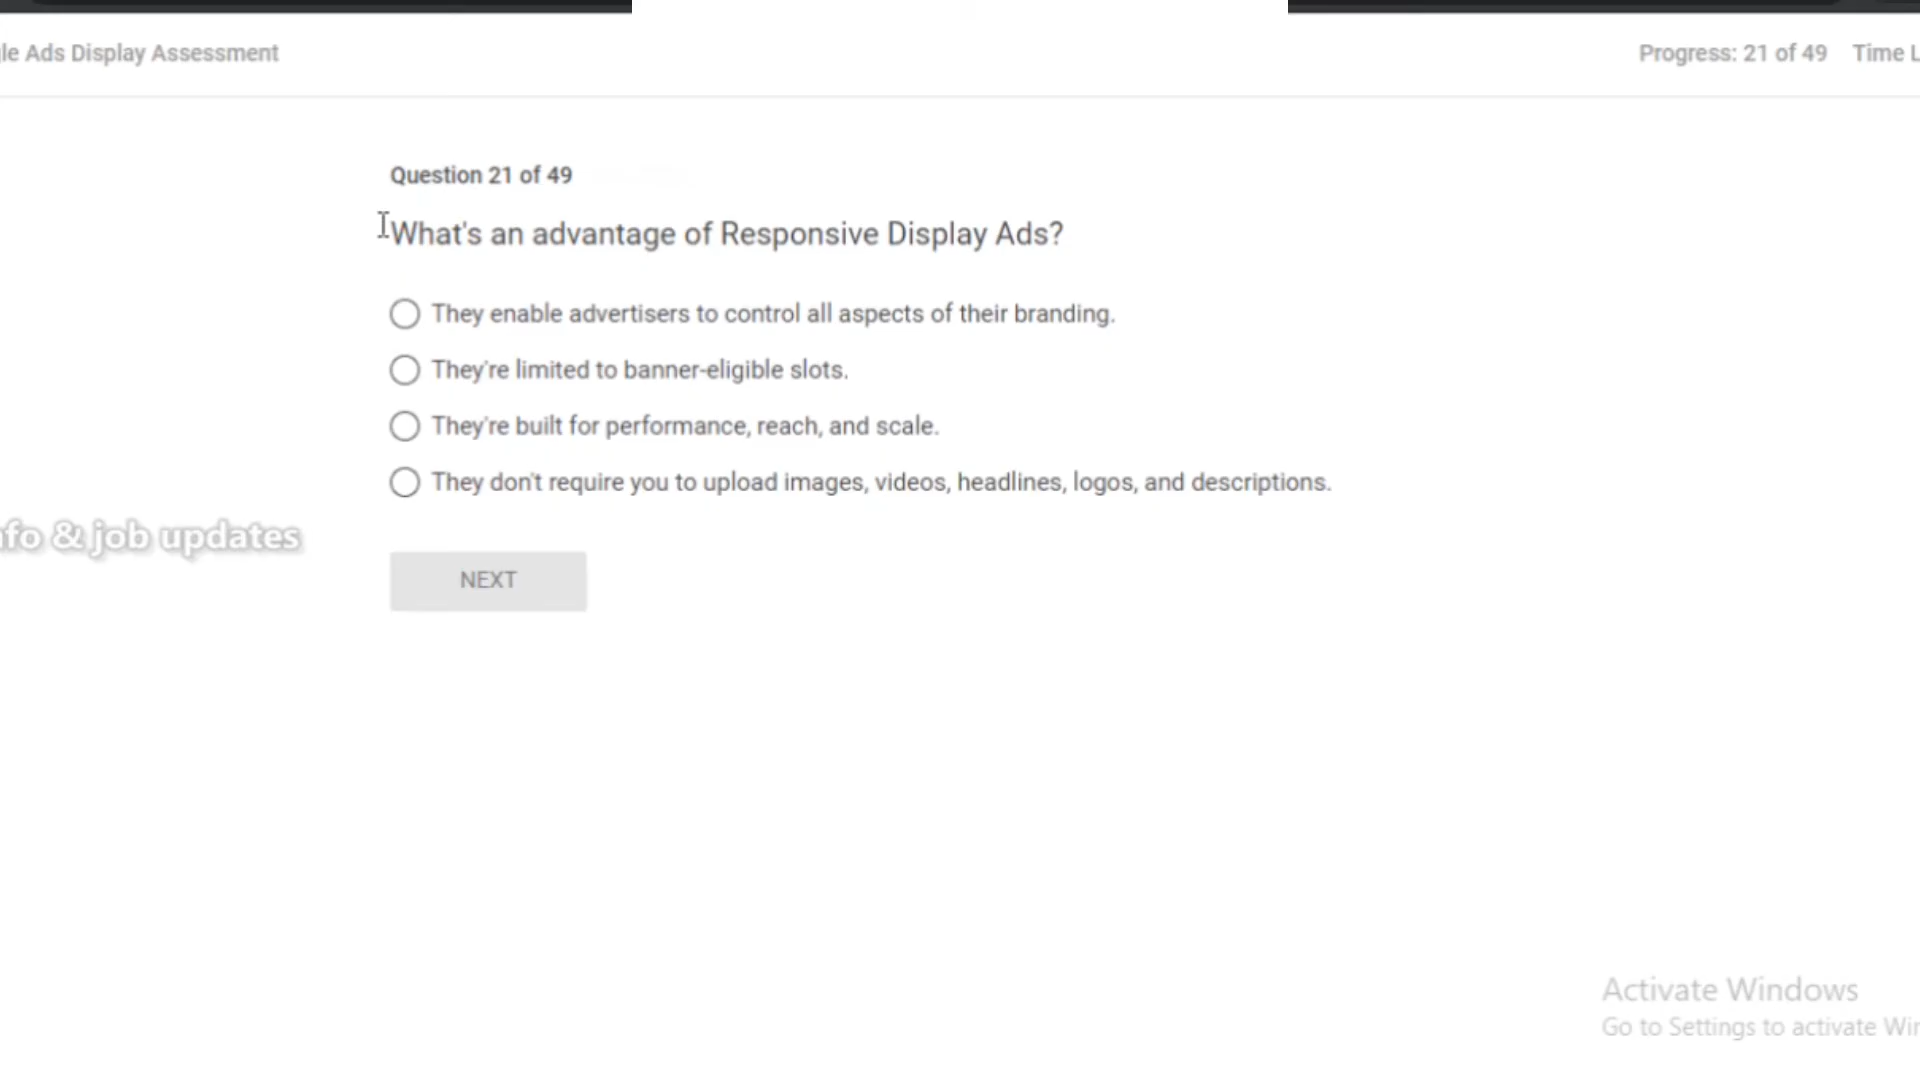 Ads Display Assessment
Progress: 21 of 49 Time
Question 21 of 49
What's an advantage of Responsive Display Ads?
They enable advertisers to control all aspects of their branding.
They're limited to banner-eligible slots.
They're built for performance, reach, and scale.
They don't require you to upload images, videos, headlines, logos, and descriptions.
& job updates
NEXT
Activate Windows
Go to Settings to activate